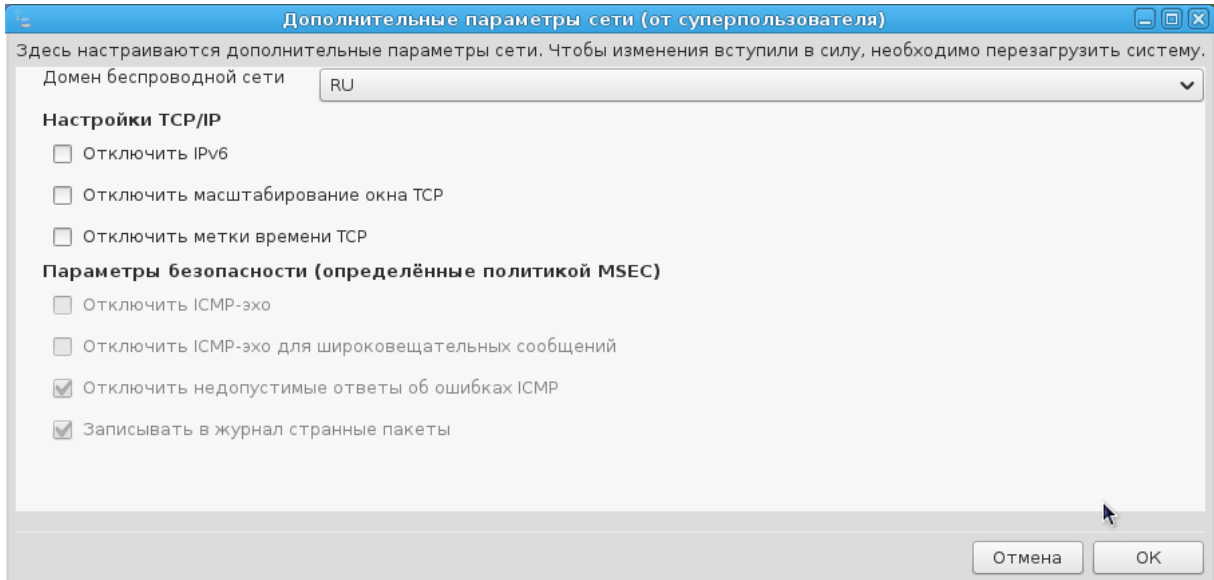 Дополнительные параметры сети (от суперпользователя)
Здесь настраиваются дополнительные параметры сети. Чтобы изменения вступили в силу, необходимо перезагрузить систему.
Домен беспроводной сети
RU
Настройки TCP/IP
Отключить IPv6
Отключить масштабирование окна TCP
Отключить метки времени TCP
Параметры безопасности (определённые политикой MSEC)
Отключить ICMP-эхо
Отключить ICMP-эхо для широковещательных сообщений
Отключить недопустимые ответы об ошибках ICMP
Записывать в журнал странные пакеты
Отмена
OK